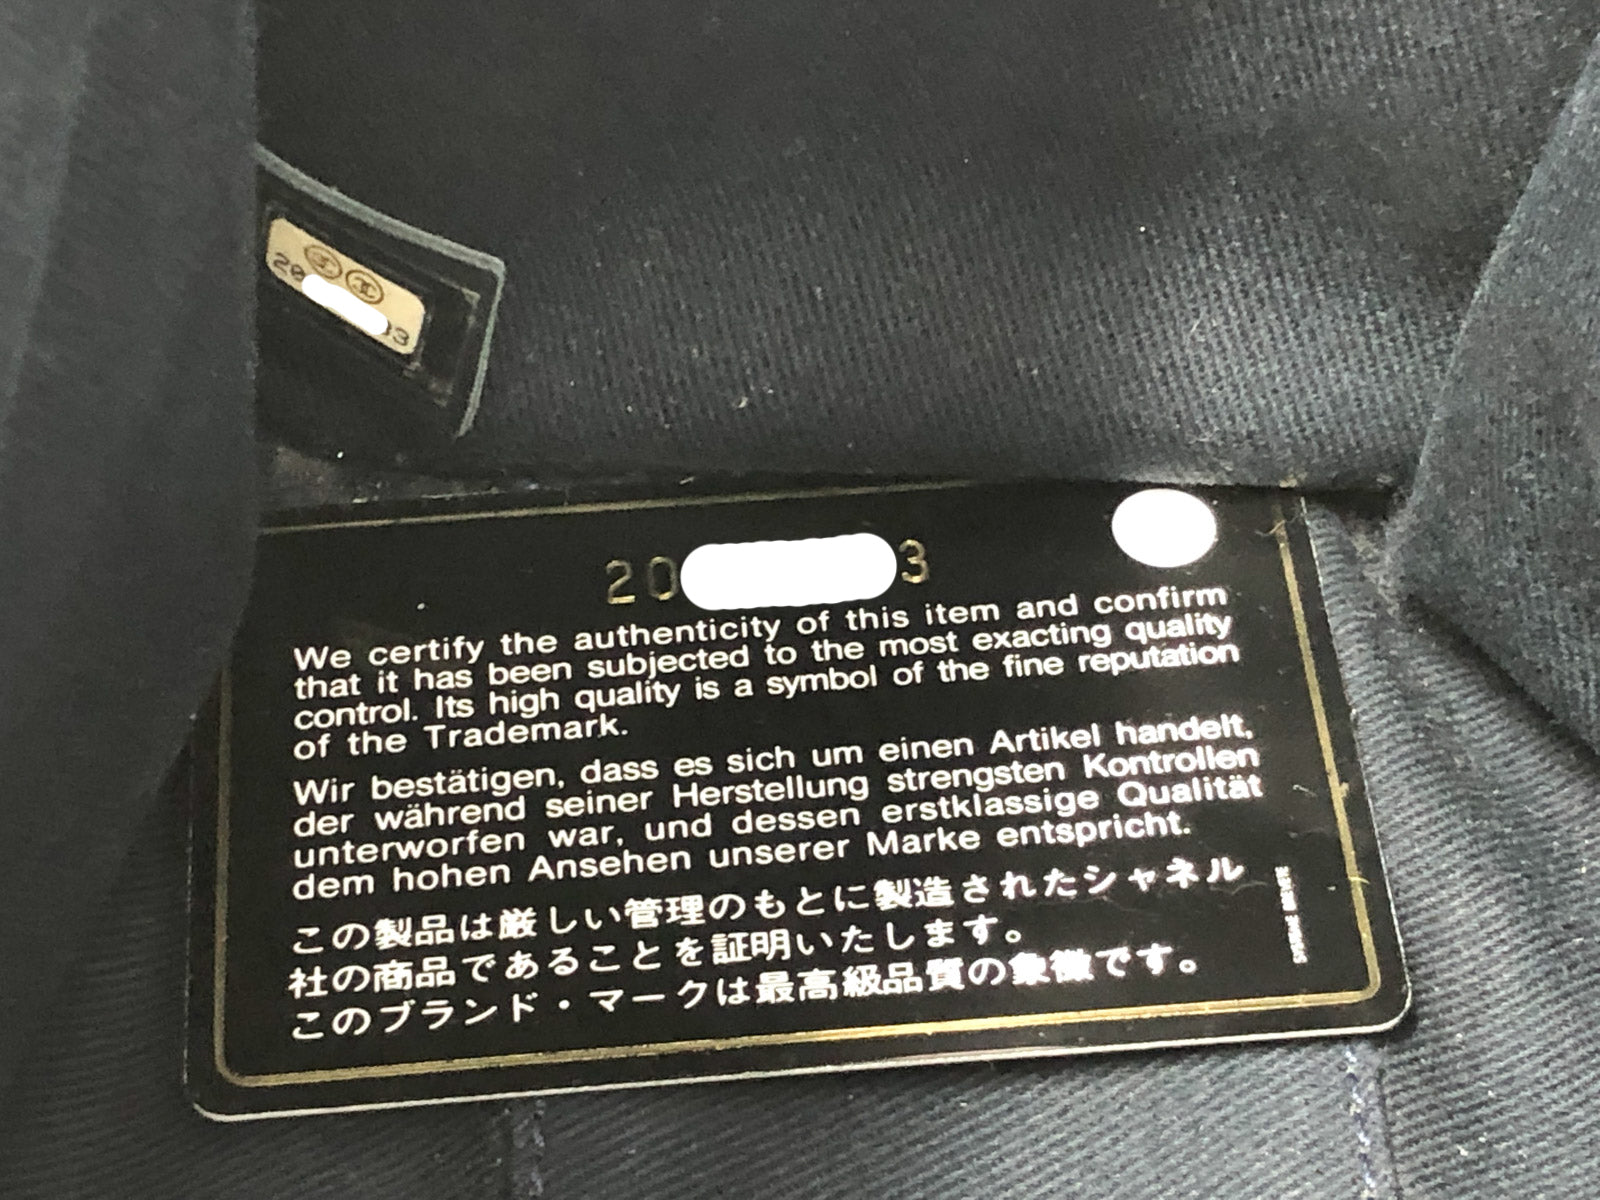 20
33
20 3
We certify the authenticity of this item and confirm
that it has been subjected to the most exacting quality
control. Its high quality is a symbol of the fine reputation
of the Trademark.
Wir bestätigen, dass es sich um einen Artikel handelt,
der während seiner Herstellung strengsten Kontrollen
unterworfen war, und dessen erstklassige Qualität
dem hohen Ansehen unserer Marke entspricht.
この製品は厳しい管理のもとに製造されたシャネル
社の商品であることを証明いたします。
このブランド・マークは最高級品質の象徴です。